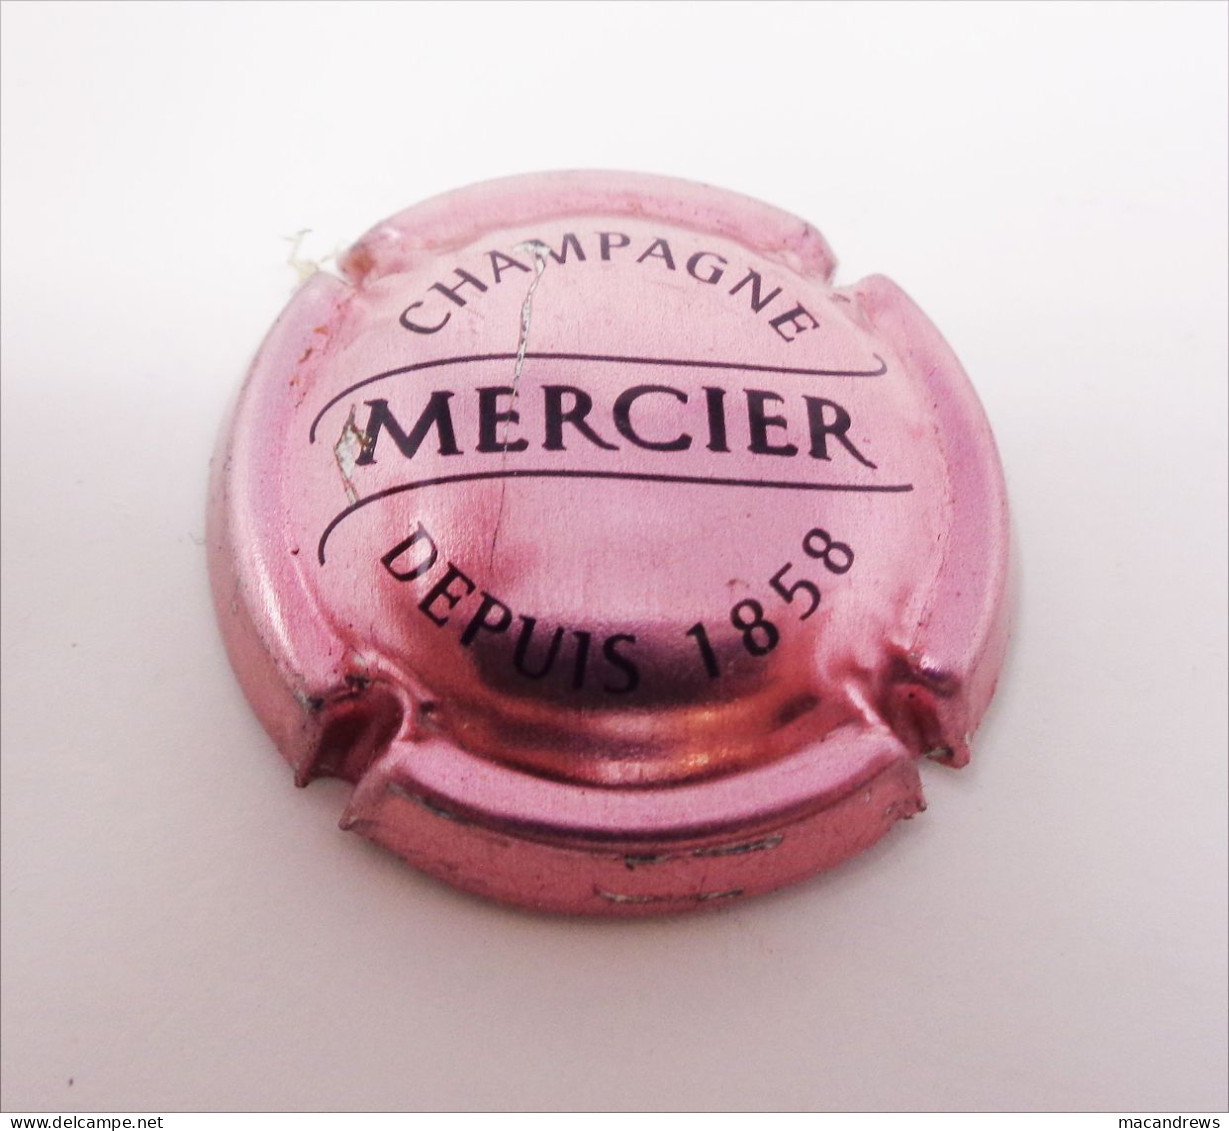 CHAMPAGNE
MERCIER
DEPUIS 1858
www.delcampe.net
macandrews